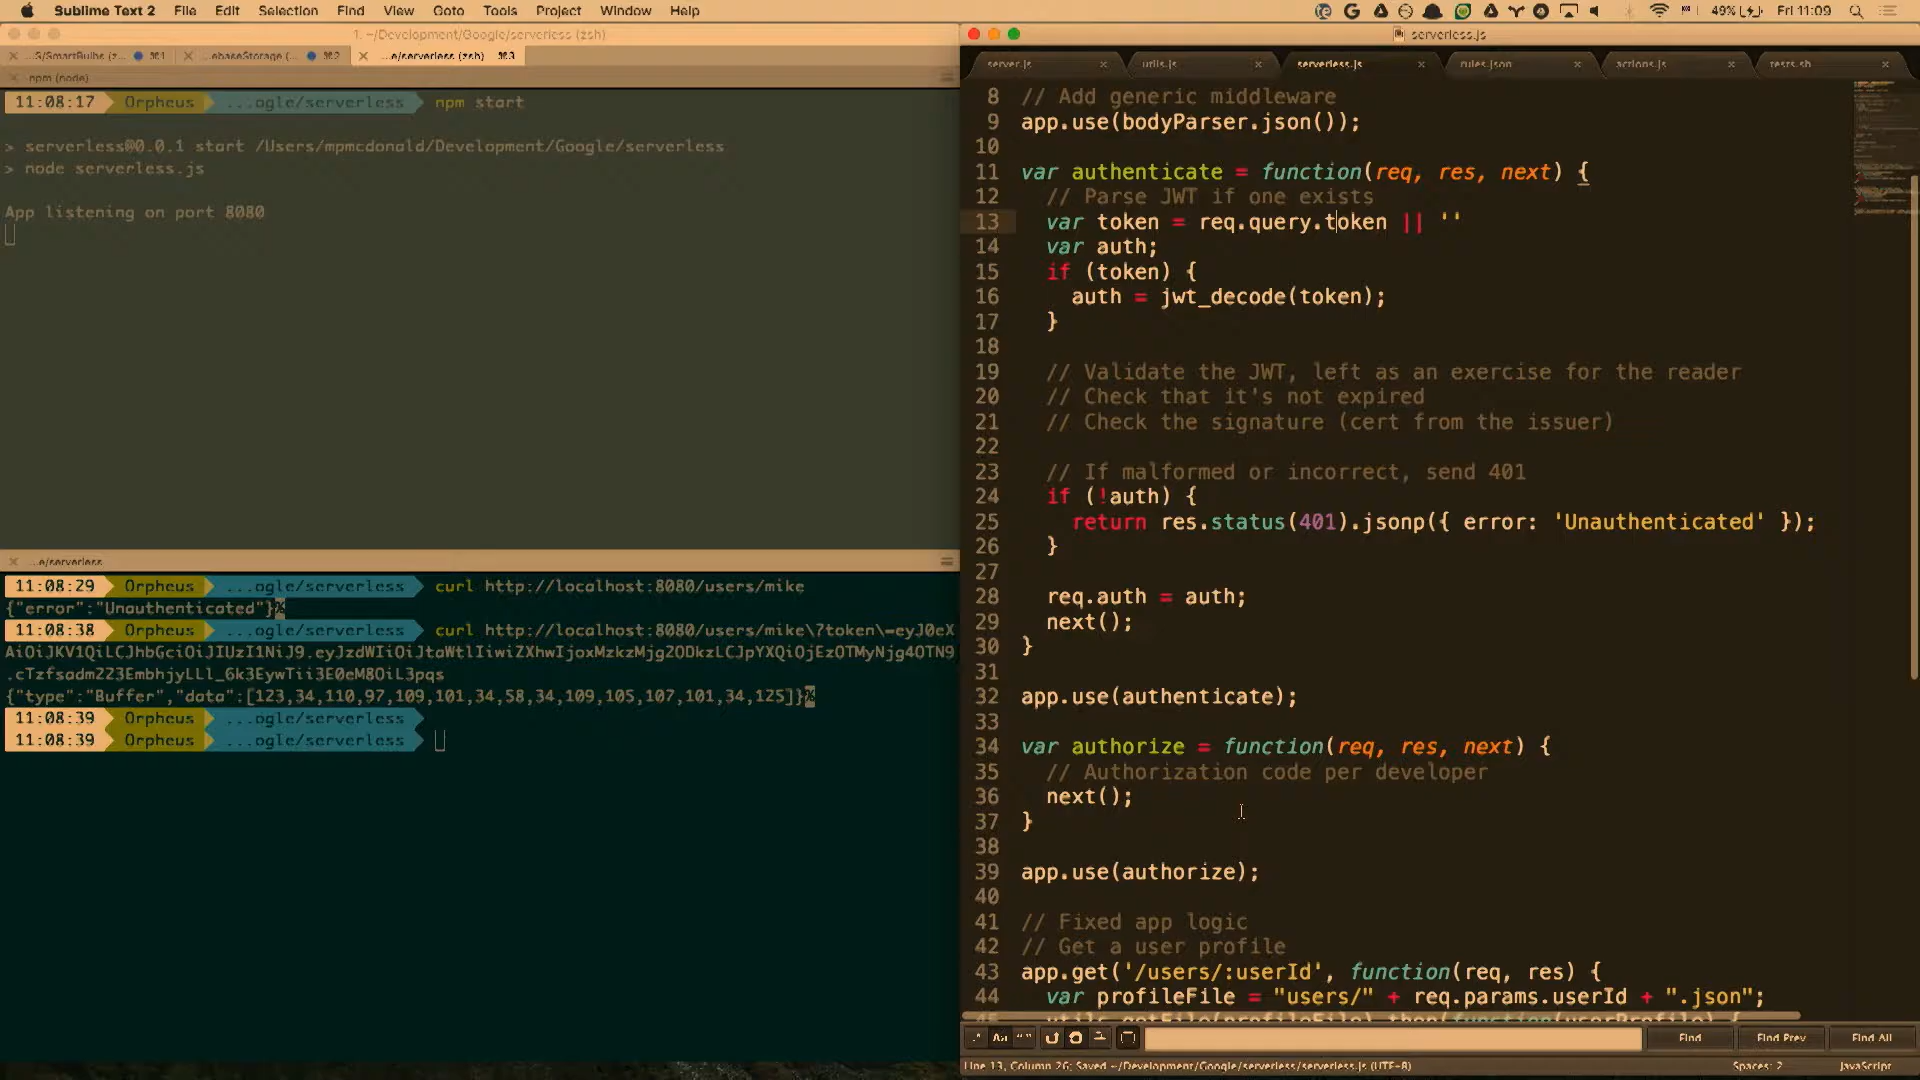 Sublime Text 2 File Edit Selection Find View Goto Tools Project Window Help
49% Fri 11:09
1. ~/Development/Google/serverless (zsh)
...S/SmartBulbs (z... ⌘1 ...ebaseStorage (... ⌘2 ...e/serverless (zsh) ⌘3
npm (node)
11:08:17 Orpheus ...ogle/serverless npm start
> serverless@0.0.1 start /Users/mpmcdonald/Development/Google/serverless
> node serverless.js
App listening on port 8080
...e/serverless
11:08:29 Orpheus ...ogle/serverless curl http://localhost:8080/users/mike
{"error":"Unauthenticated"}%
11:08:38 Orpheus ...ogle/serverless curl http://localhost:8080/users/mike\?token\=eyJ0eX
AiOiJKV1QiLCJhbGciOiJIUzI1NiJ9.eyJzdWIiOiJtaWtlIiwiZXhwIjoxMzkzMjg2ODkzLCJpYXQiOjEzOTMyNjg4OTN9
.cTzfsadm2Z3EmbhjyLLl_6k3EywTii3E0eM8OiL3pqs
{"type":"Buffer","data":[123,34,110,97,109,101,34,58,34,109,105,107,101,34,125]}%
11:08:39 Orpheus ...ogle/serverless
11:08:39 Orpheus ...ogle/serverless
serverless.js
server.js utils.js serverless.js rules.json actions.js tests.sh
8 // Add generic middleware
9 app.use(bodyParser.json());
10
11 var authenticate = function(req, res, next) {
12 // Parse JWT if one exists
13 var token = req.query.token || ''
14 var auth;
15 if (token) {
16 auth = jwt_decode(token);
17 }
18
19 // Validate the JWT, left as an exercise for the reader
20 // Check that it's not expired
21 // Check the signature (cert from the issuer)
22
23 // If malformed or incorrect, send 401
24 if (!auth) {
25 return res.status(401).jsonp({ error: 'Unauthenticated' });
26 }
27
28 req.auth = auth;
29 next();
30 }
31
32 app.use(authenticate);
33
34 var authorize = function(req, res, next) {
35 // Authorization code per developer
36 next();
37 }
38
39 app.use(authorize);
40
41 // Fixed app logic
42 // Get a user profile
43 app.get('/users/:userId', function(req, res) {
44 var profileFile = "users/" + req.params.userId + ".json";
45 utils.getFile(profileFile).then(function(userProfile) {
.* Aa "" Find Find Prev Find All
Line 13, Column 26; Saved ~/Development/Google/serverless/serverless.js (UTF-8) Spaces: 2 JavaScript